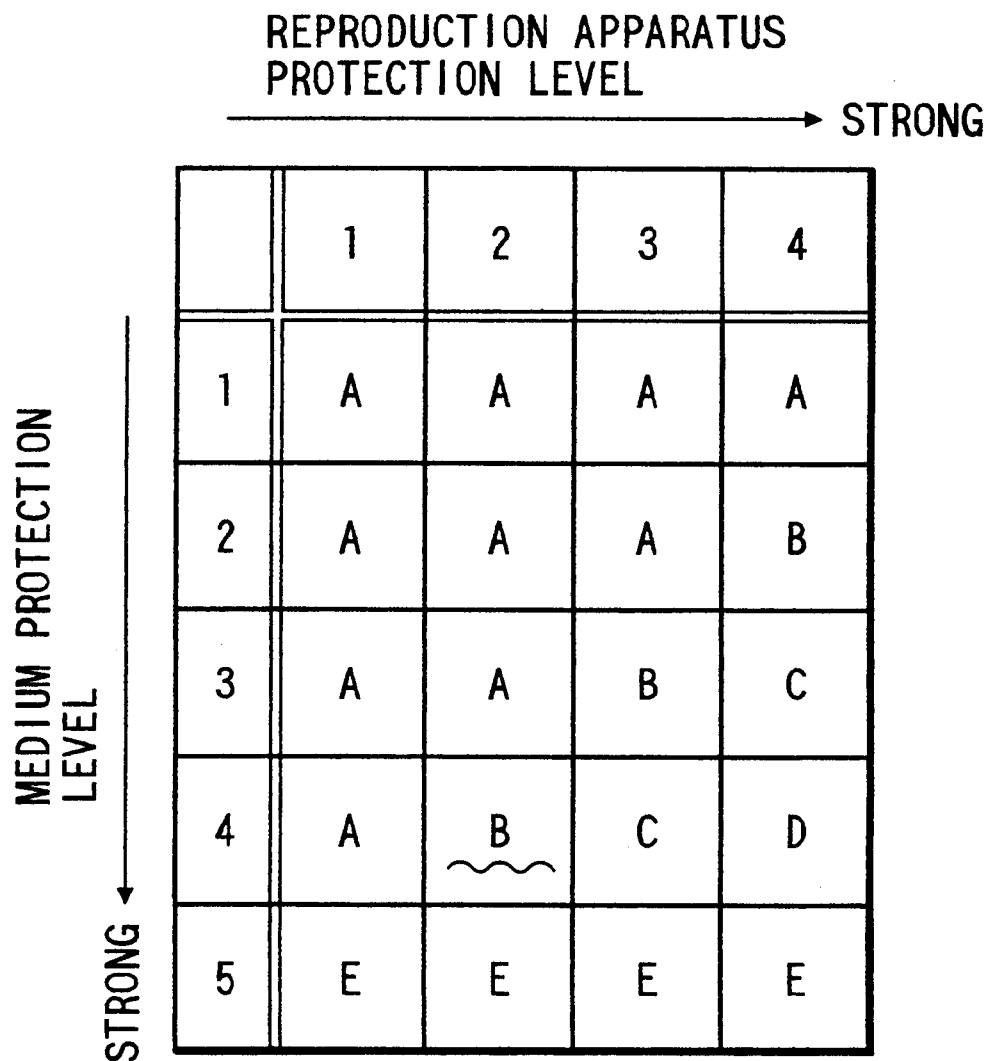 REPRODUCTION APPARATUS
PROTECTION LEVEL
STRONG
1 2 3 4
1 A A A A
2 A A A B
3 A A B C
4 A B C D
5 E E E E
MEDIUM PROTECTION
LEVEL
STRONG